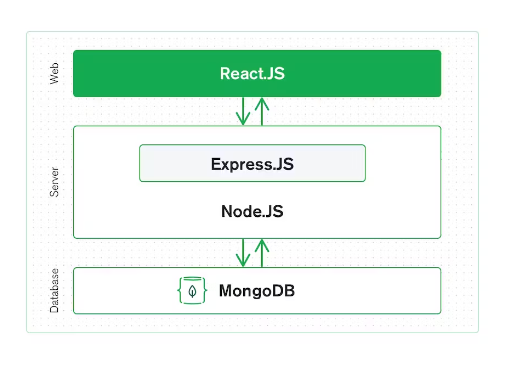 Web
React.JS
Server
Express.JS
Node.JS
Database
MongoDB